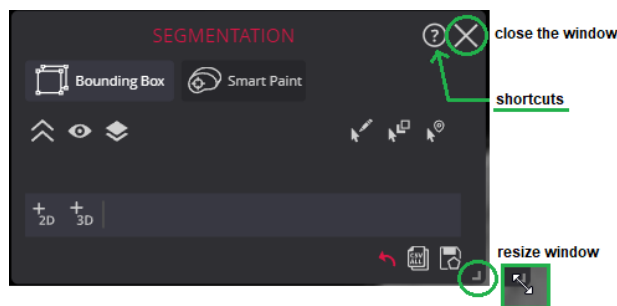 SEGMENTATION
?
close the window
Bounding Box
Smart Paint
shortcuts
+2D +3D
CSV ALL
resize window